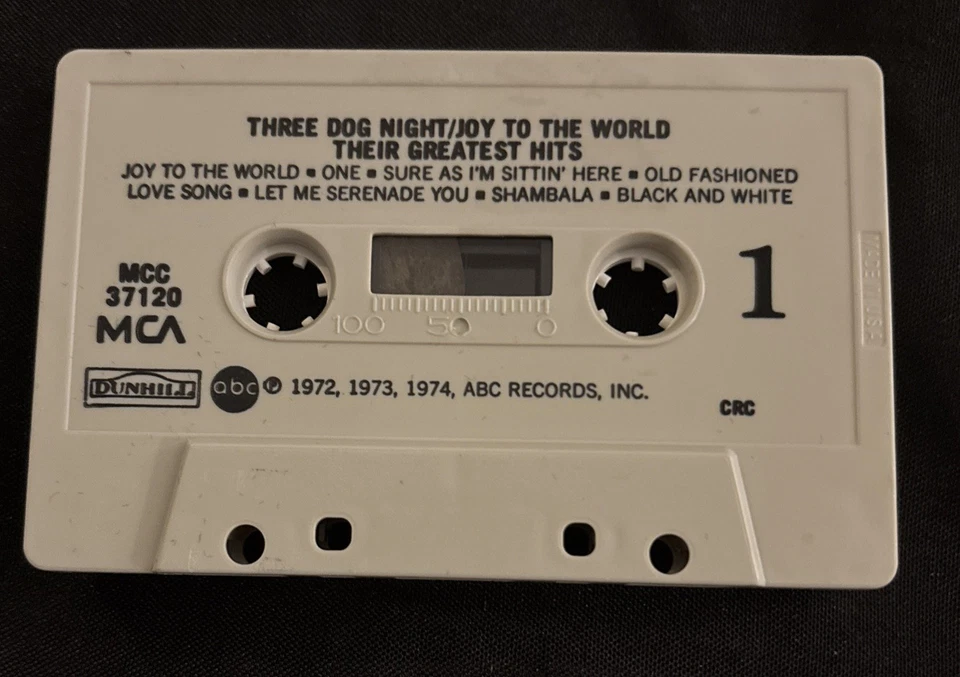 THREE DOG NIGHT/JOY TO THE WORLD
THEIR GREATEST HITS
JOY TO THE WORLD ▪ ONE ▪ SURE AS I'M SITTIN' HERE ▪ OLD FASHIONED
LOVE SONG ▪ LET ME SERENADE YOU ▪ SHAMBALA ▪ BLACK AND WHITE
MCC
37120
MCA
1
100 50 0
MADE IN U.S.A.
DUNHILL abc ℗ 1972, 1973, 1974, ABC RECORDS, INC.
CRC